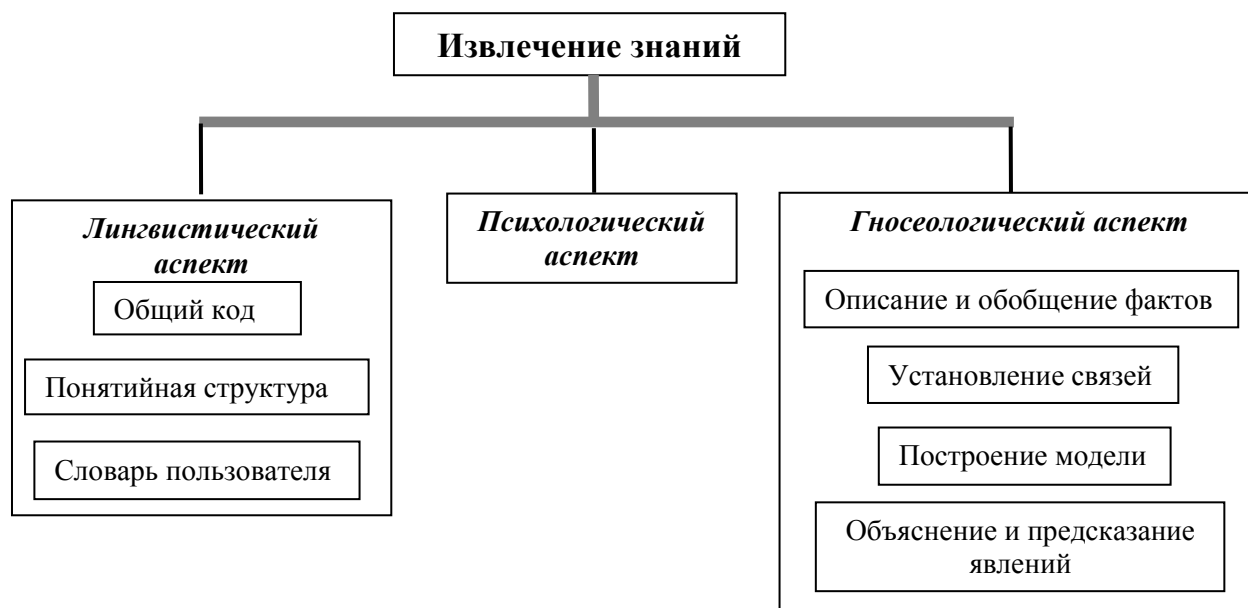 Извлечение знаний
Лингвистический
аспект
Общий код
Понятийная структура
Словарь пользователя
Психологический
аспект
Гносеологический аспект
Описание и обобщение фактов
Установление связей
Построение модели
Объяснение и предсказание
явлений